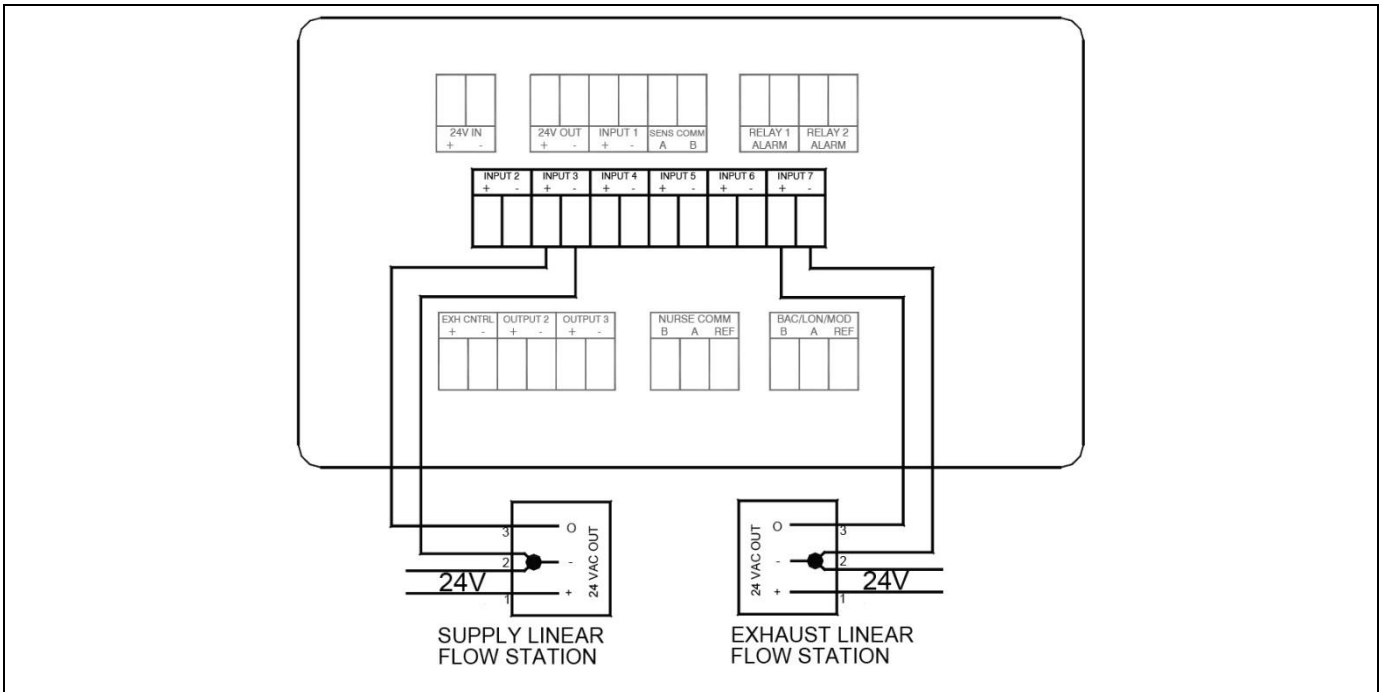 24V IN 24V OUT INPUT 1 SENS COMM RELAY 1 RELAY 2
+ - + - + - A B ALARM ALARM
INPUT 2 INPUT 3 INPUT 4 INPUT 5 INPUT 6 INPUT 7
+ - + - + - + - + - + -
EXH CNTRL OUTPUT 2 OUTPUT 3 NURSE COMM BAC/LON/MOD
+ - + - + - B A REF B A REF
3 O O 3
2 - - 2
24V 24 VAC OUT 24 VAC OUT 24V
1 + + 1
SUPPLY LINEAR EXHAUST LINEAR
FLOW STATION FLOW STATION